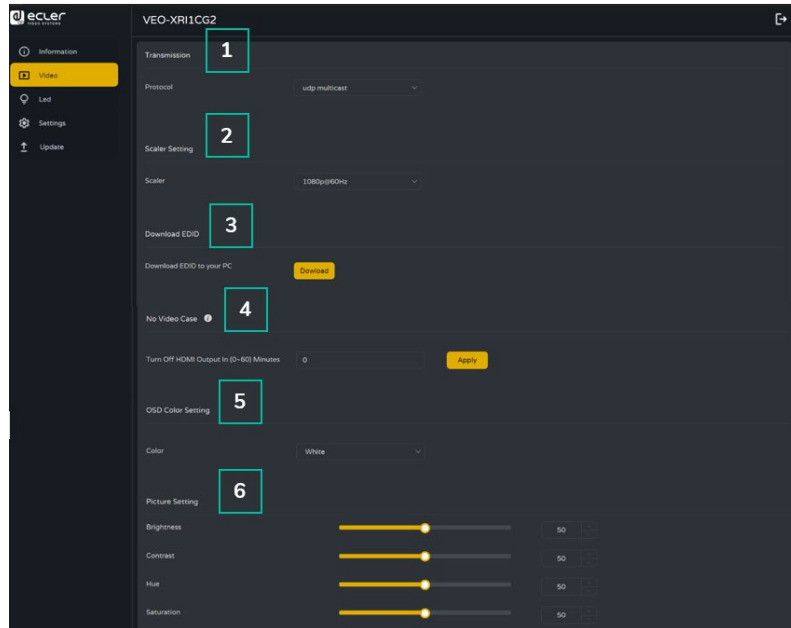 ecler
VIDEO SYSTEMS
VEO-XRI1CG2
Information
Video
Led
Settings
Update
Transmission 1
Protocol udp multicast
Scaler Setting 2
Scaler 1080p@60Hz
Download EDID 3
Download EDID to your PC Dowload
No Video Case 4
Turn Off HDMI Output In (0~60) Minutes 0 Apply
OSD Color Setting 5
Color White
Picture Setting 6
Brightness 50
Contrast 50
Hue 50
Saturation 50